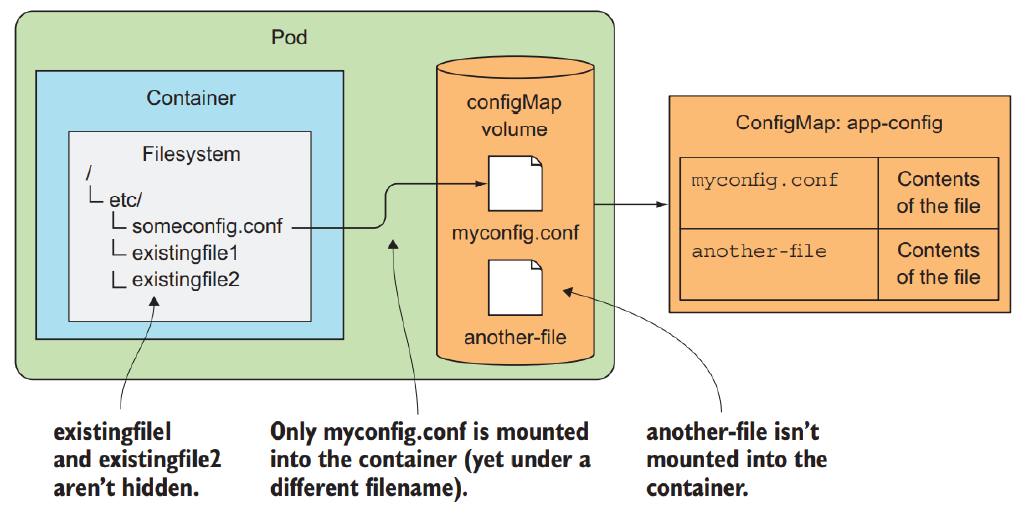 Pod
Container
Filesystem
/
etc/
someconfig.conf
existingfile1
existingfile2
configMap
volume
myconfig.conf
another-file
ConfigMap: app-config
myconfig.conf
Contents
of the file
another-file
Contents
of the file
existingfile1
and existingfile2
aren't hidden.
Only myconfig.conf is mounted
into the container (yet under a
different filename).
another-file isn't
mounted into the
container.